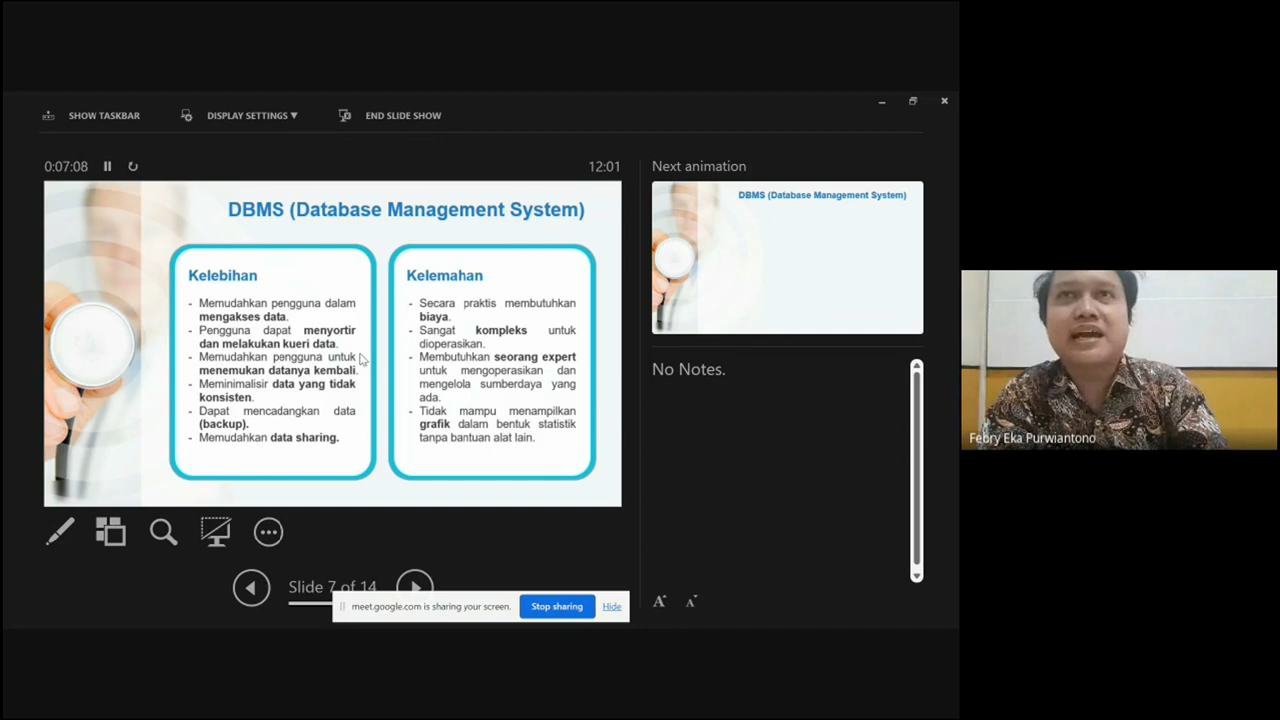 SHOW TASKBAR
DISPLAY SETTINGS ▼
END SLIDE SHOW
0:07:08
12:01
DBMS (Database Management System)
Kelebihan
- Memudahkan pengguna dalam
mengakses data.
- Pengguna dapat menyortir
dan melakukan kueri data.
- Memudahkan pengguna untuk
menemukan datanya kembali.
- Meminimalisir data yang tidak
konsisten.
- Dapat mencadangkan data
(backup).
- Memudahkan data sharing.
Kelemahan
- Secara praktis membutuhkan
biaya.
- Sangat kompleks untuk
dioperasikan.
- Membutuhkan seorang expert
untuk mengoperasikan dan
mengelola sumberdaya yang
ada.
- Tidak mampu menampilkan
grafik dalam bentuk statistik
tanpa bantuan alat lain.
Slide 7 of 14
meet.google.com is sharing your screen.
Stop sharing
Hide
Next animation
DBMS (Database Management System)
No Notes.
A A
Febry Eka Purwiantono